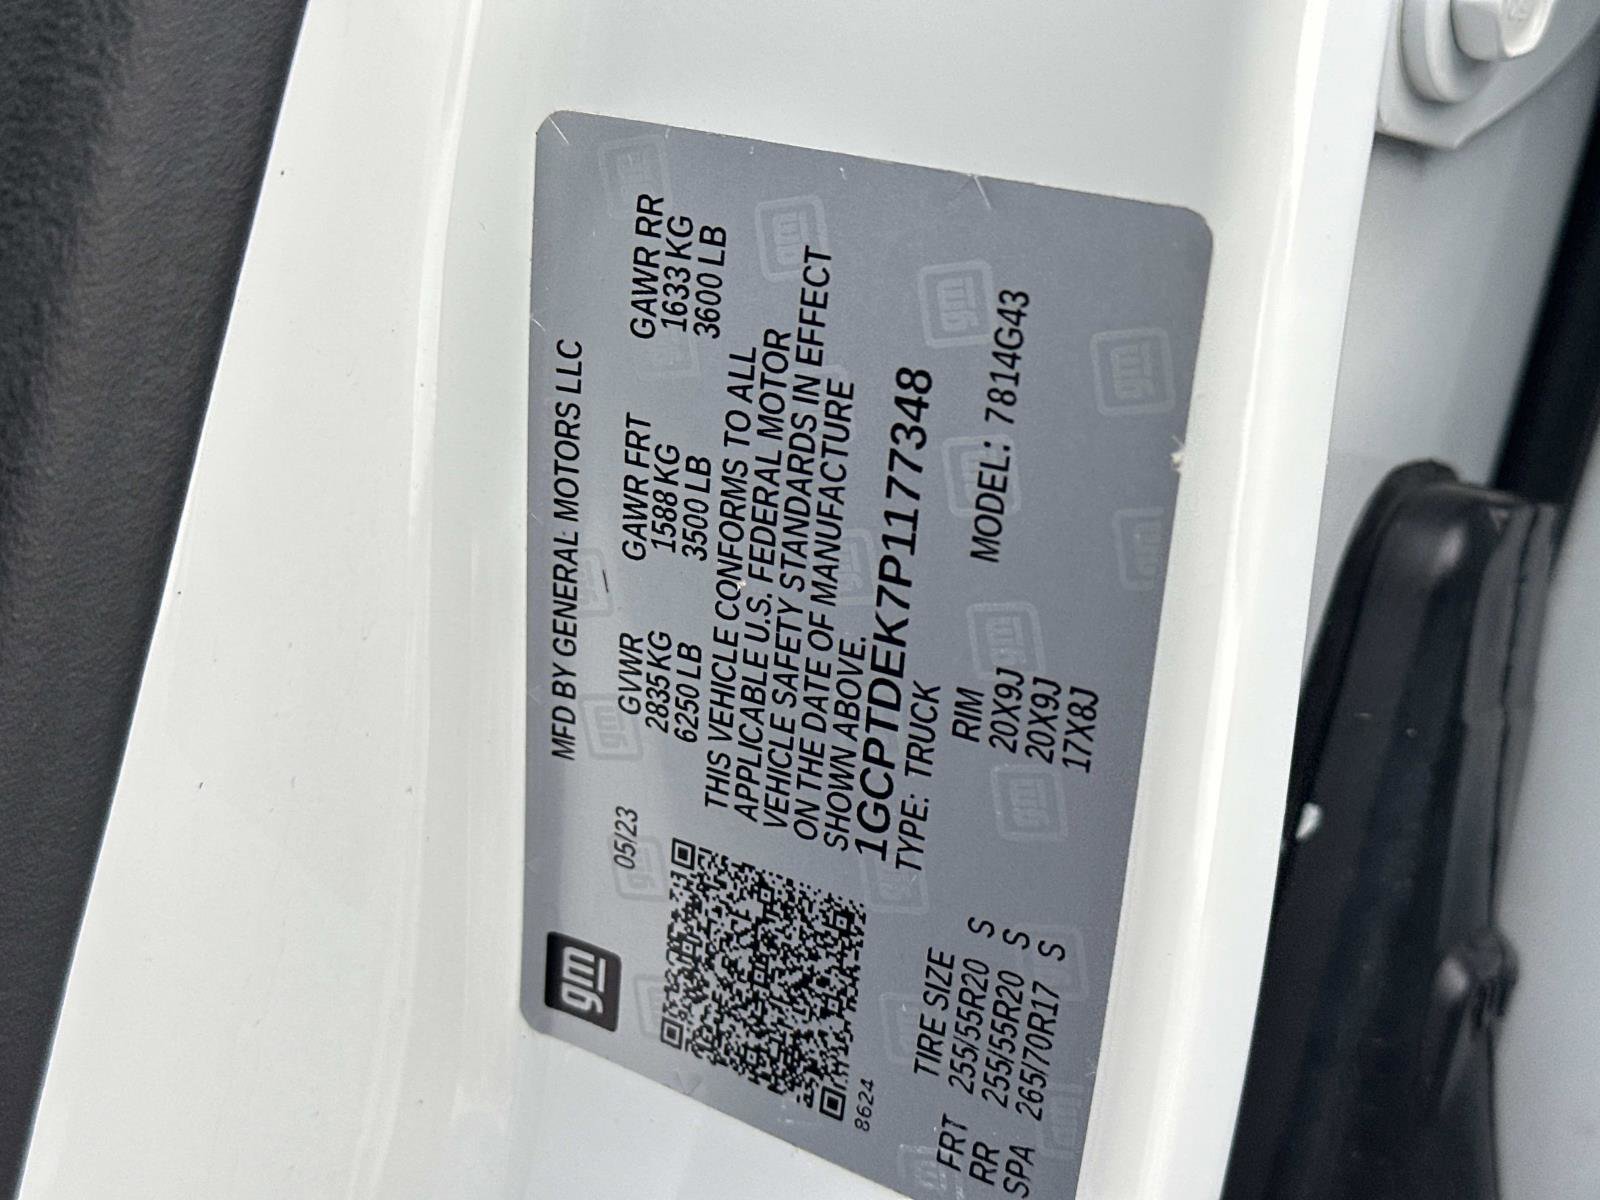 gm
05/23
MFD BY GENERAL MOTORS LLC
GVWR GAWR FRT GAWR RR
2835 KG 1588 KG 1633 KG
6250 LB 3500 LB 3600 LB
THIS VEHICLE CONFORMS TO ALL
APPLICABLE U.S. FEDERAL MOTOR
VEHICLE SAFETY STANDARDS IN EFFECT
ON THE DATE OF MANUFACTURE
SHOWN ABOVE.
1GCPTDEK7P1177348
TYPE: TRUCK MODEL: 7814G43
8624
TIRE SIZE RIM
FRT 255/55R20 S 20X9J
RR 255/55R20 S 20X9J
SPA 265/70R17 S 17X8J